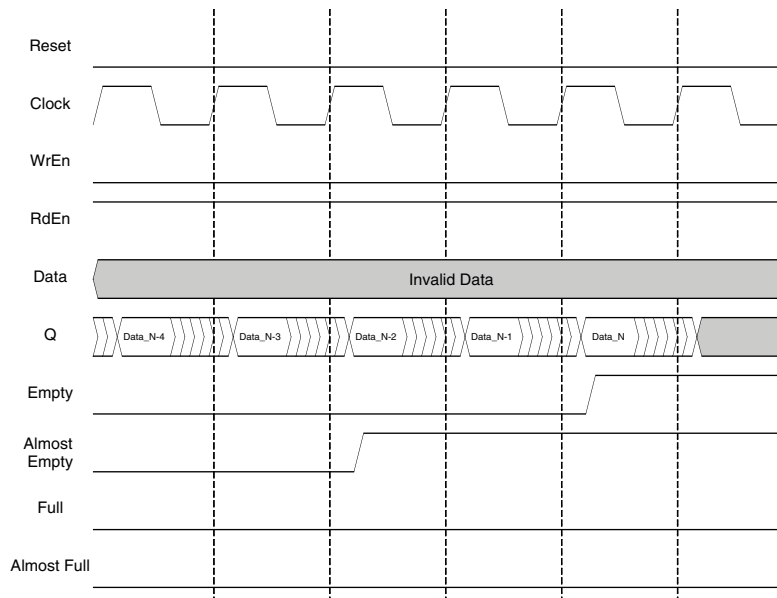 Reset
Clock
WrEn
RdEn
Data
Invalid Data
Q
Data_N-4
Data_N-3
Data_N-2
Data_N-1
Data_N
Empty
Almost
Empty
Full
Almost Full